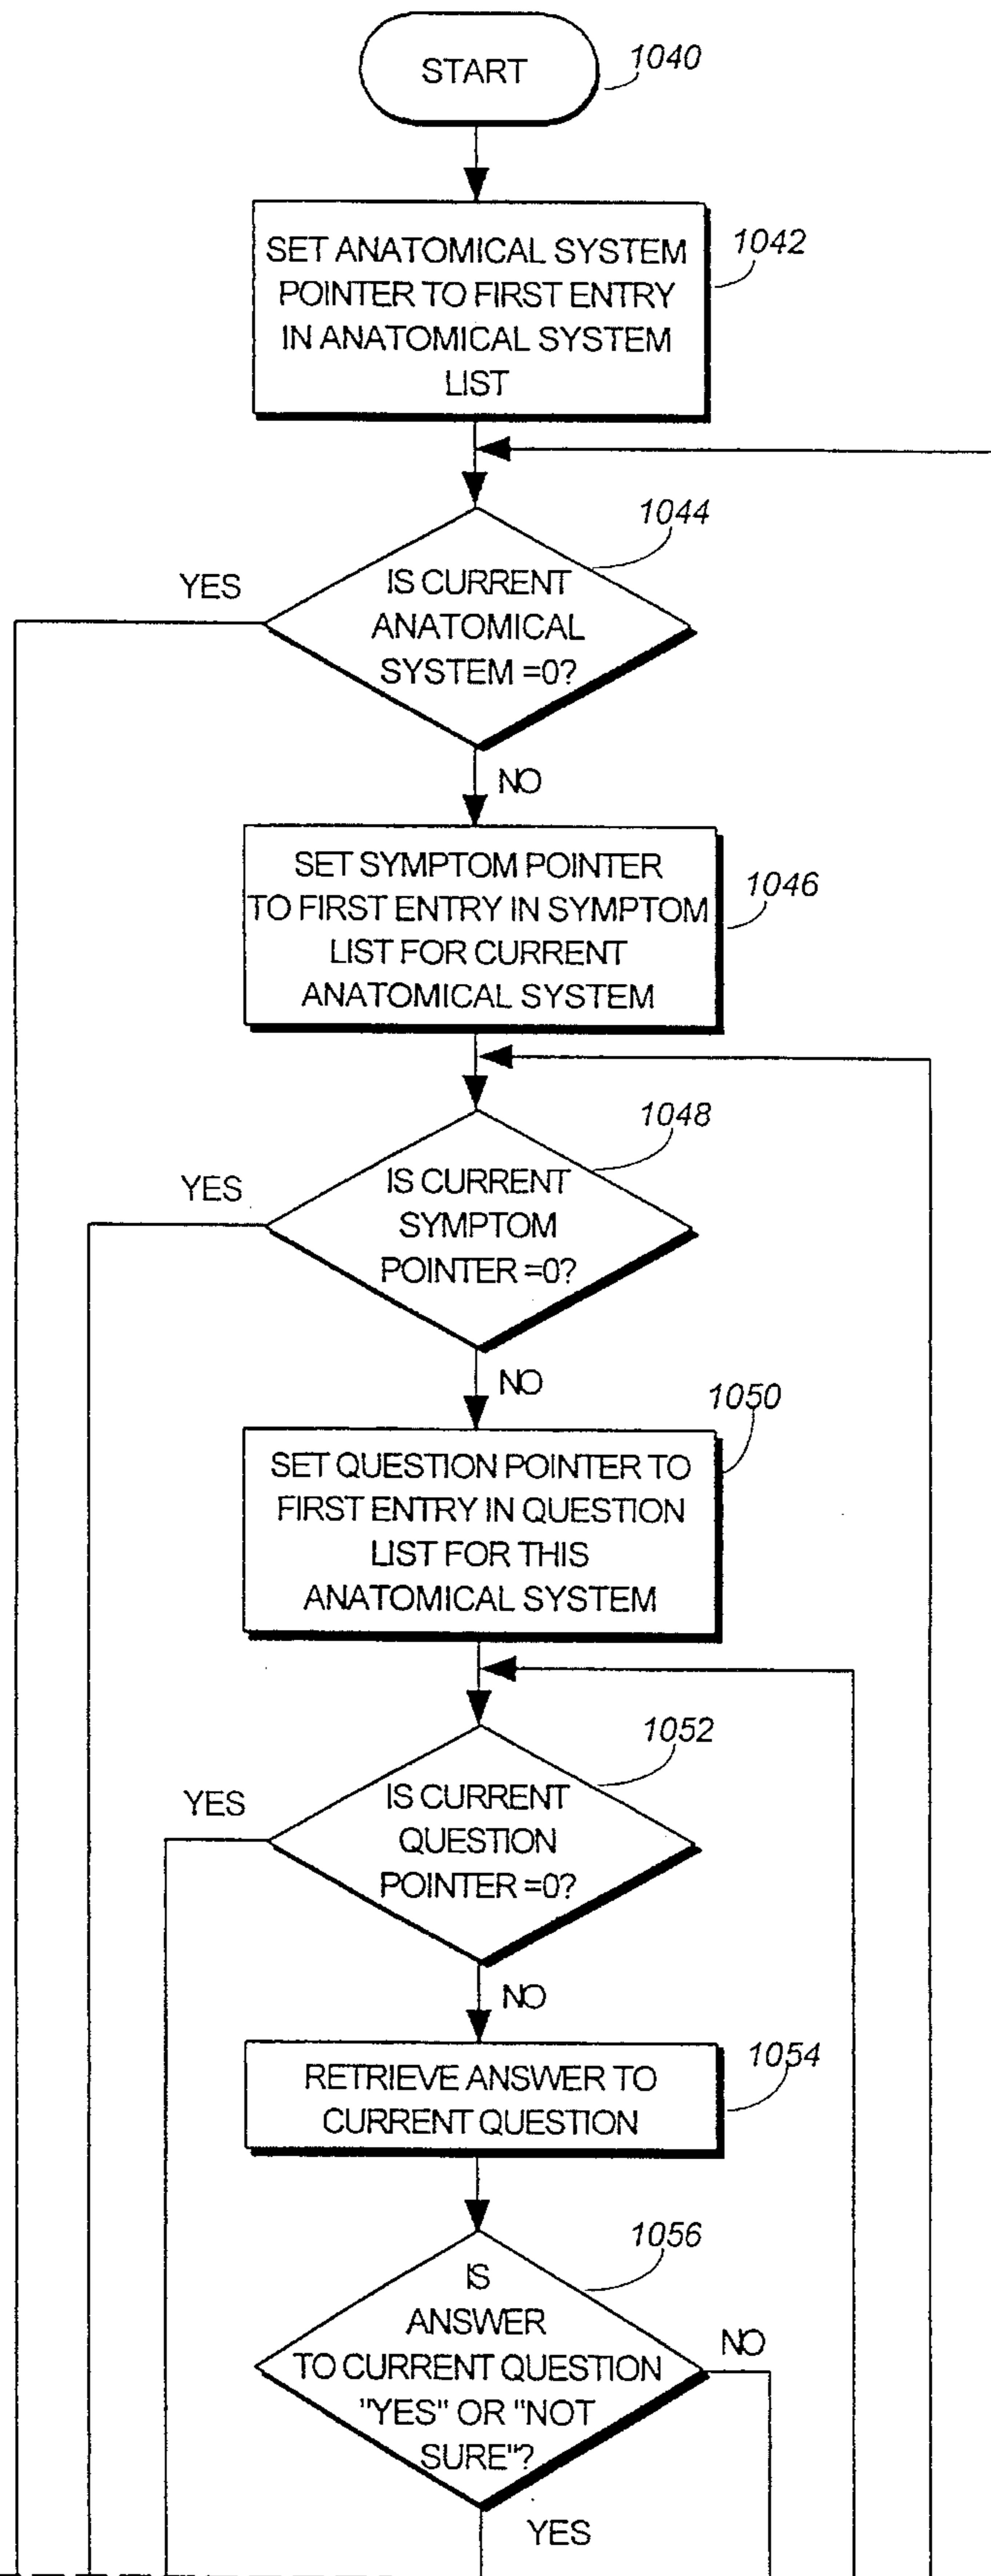 START
1040
SET ANATOMICAL SYSTEM
POINTER TO FIRST ENTRY
IN ANATOMICAL SYSTEM
LIST
1042
1044
YES
IS CURRENT
ANATOMICAL
SYSTEM =0?
NO
SET SYMPTOM POINTER
TO FIRST ENTRY IN SYMPTOM
LIST FOR CURRENT
ANATOMICAL SYSTEM
1046
1048
YES
IS CURRENT
SYMPTOM
POINTER =0?
NO
1050
SET QUESTION POINTER TO
FIRST ENTRY IN QUESTION
LIST FOR THIS
ANATOMICAL SYSTEM
1052
YES
IS CURRENT
QUESTION
POINTER =0?
NO
RETRIEVE ANSWER TO
CURRENT QUESTION
1054
1056
IS
ANSWER
TO CURRENT QUESTION
"YES" OR "NOT
SURE"?
NO
YES